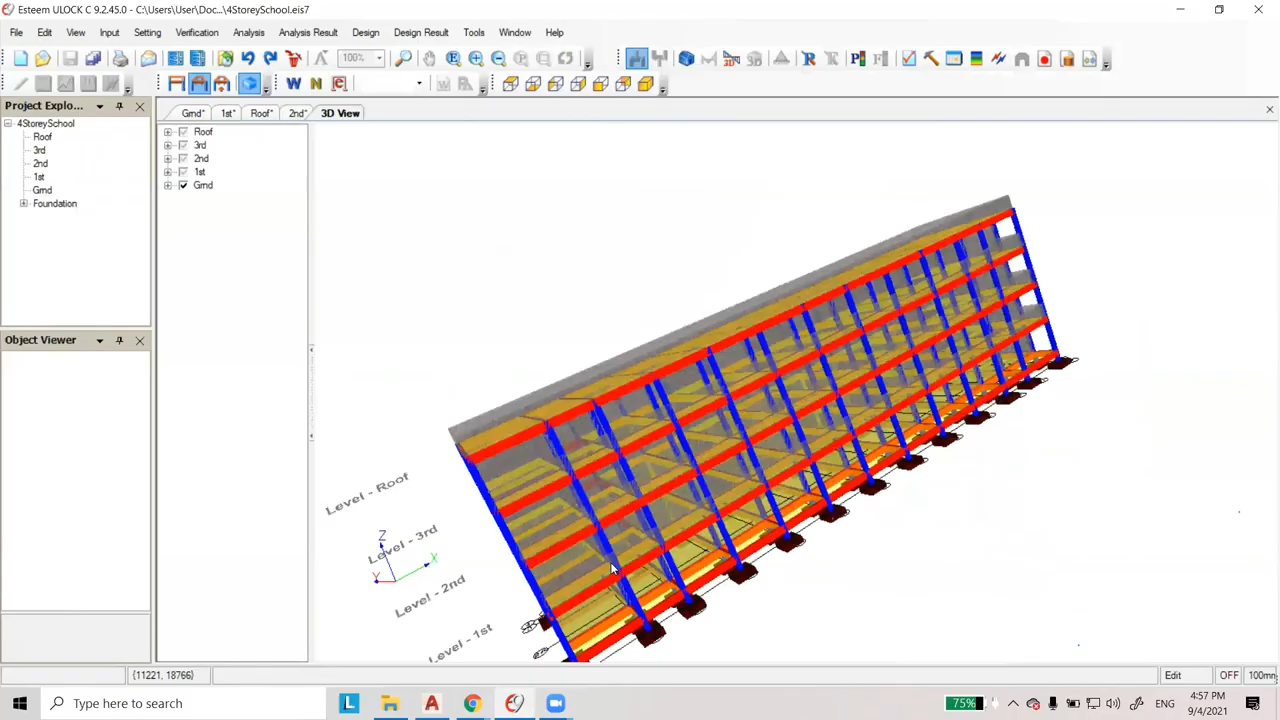 Esteem ULOCK C 9.2.45.0 - C:\Users\User\Doc...\4StoreySchool.eis7
File Edit View Input Setting Verification Analysis Analysis Result Design Design Result Tools Window Help
100%
3D 3D R R P F
W N C W
Project Explo...
4StoreySchool
Roof
3rd
2nd
1st
Grnd
Foundation
Object Viewer
Grnd* 1st* Roof* 2nd* 3D View
Roof
3rd
2nd
1st
Grnd
Level - Roof
Level - 3rd
Level - 2nd
Level - 1st
Z
X
Y
{11221, 18766} Edit OFF 100mm
Type here to search
L A
75% ENG
4:57 PM
9/4/2021